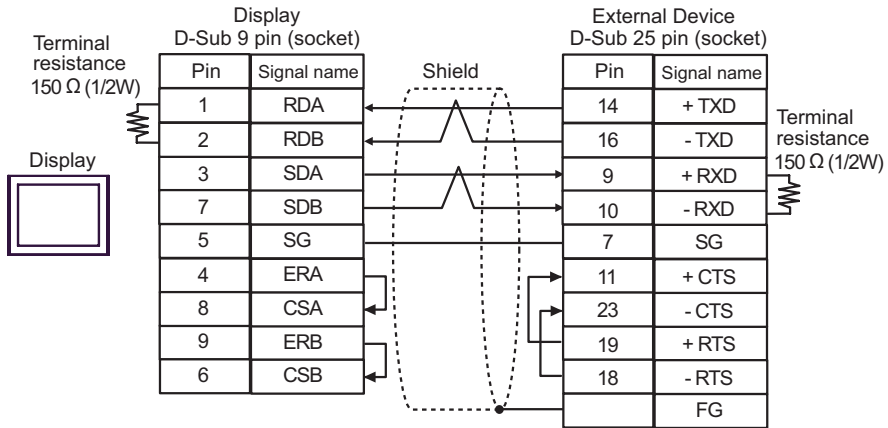 Display
D-Sub 9 pin (socket)
External Device
D-Sub 25 pin (socket)
Terminal
resistance
150 Ω (1/2W)
Shield
Terminal
resistance
150 Ω (1/2W)
Display
Pin Signal name
1 RDA
2 RDB
3 SDA
7 SDB
5 SG
4 ERA
8 CSA
9 ERB
6 CSB
Pin Signal name
14 + TXD
16 - TXD
9 + RXD
10 - RXD
7 SG
11 + CTS
23 - CTS
19 + RTS
18 - RTS
FG